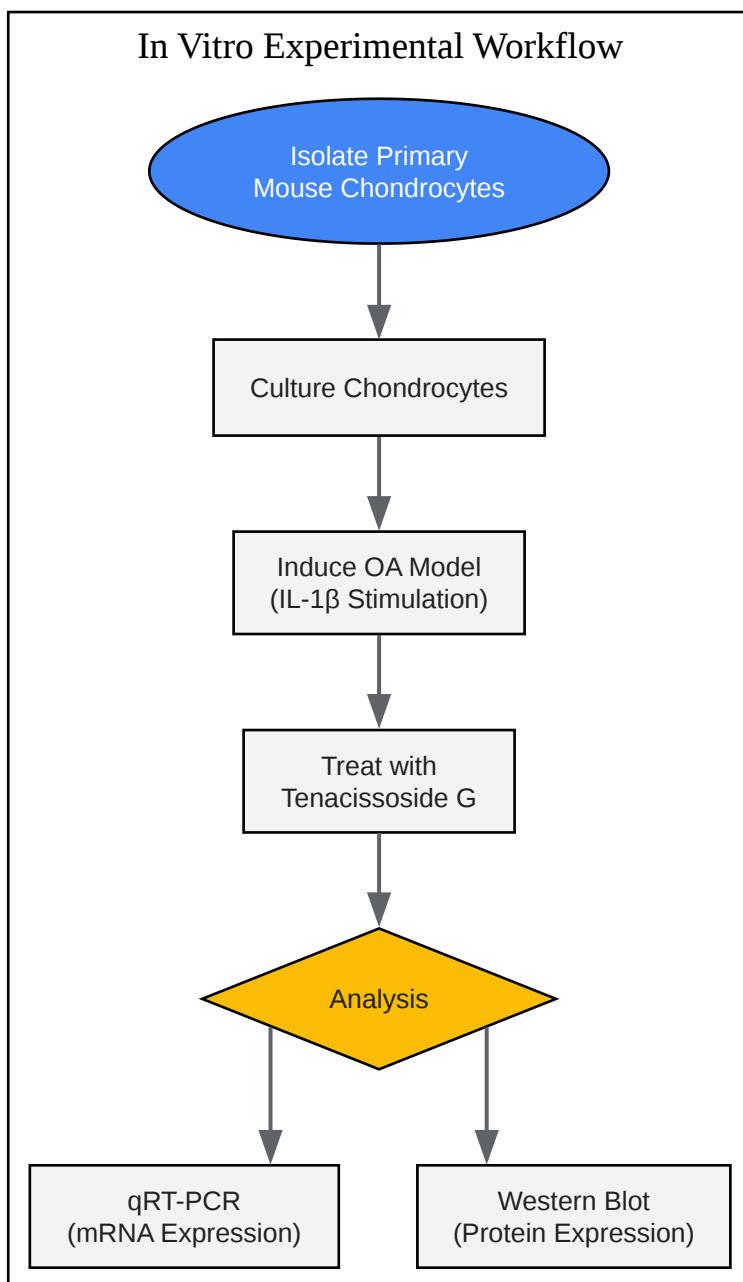 In Vitro Experimental Workflow
Isolate Primary
Mouse Chondrocytes
Culture Chondrocytes
Induce OA Model
(IL-1β Stimulation)
Treat with
Tenacissoside G
Analysis
qRT-PCR
(mRNA Expression)
Western Blot
(Protein Expression)